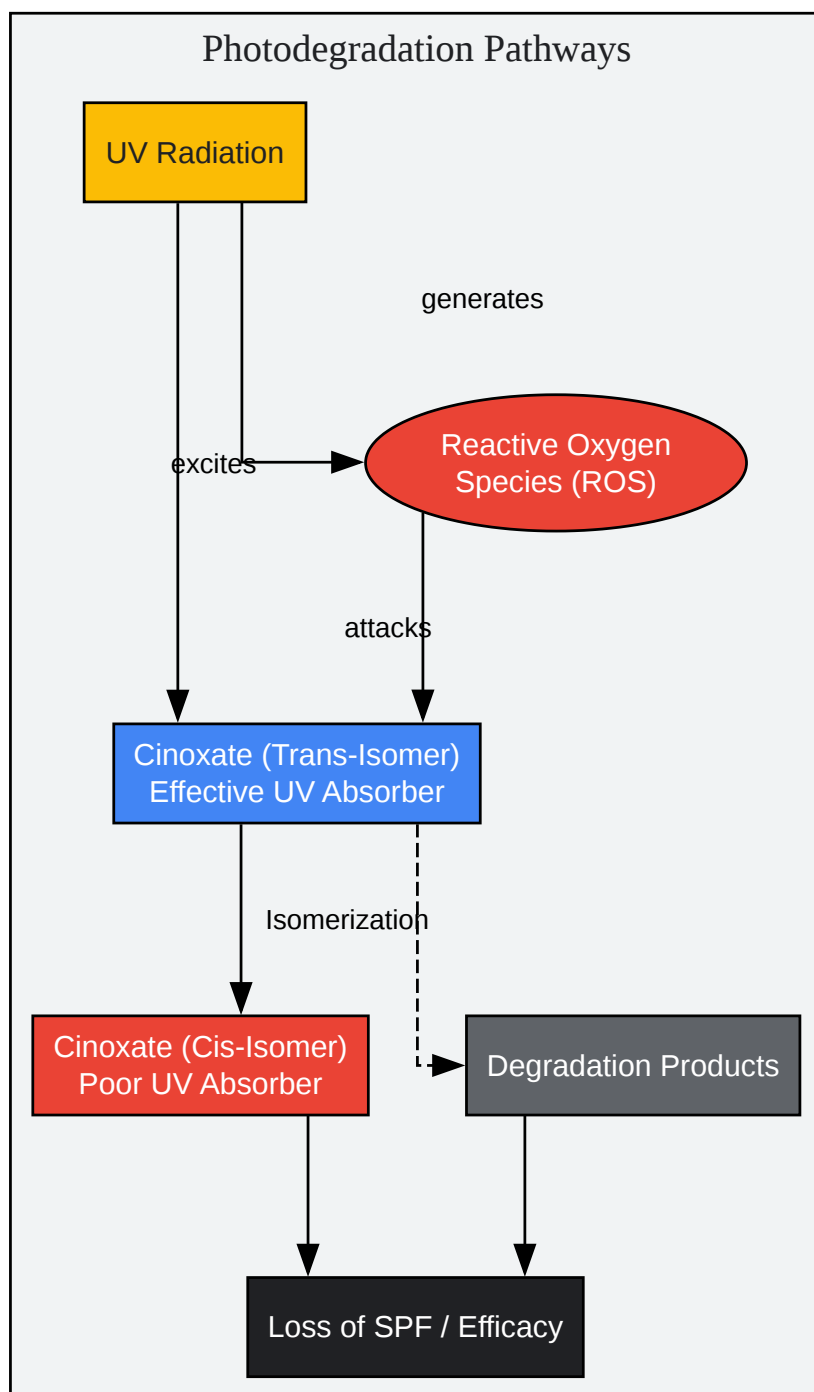 Photodegradation Pathways
UV Radiation
generates
Reactive Oxygen
Species (ROS)
excites
attacks
Cinoxate (Trans-Isomer)
Effective UV Absorber
Isomerization
Cinoxate (Cis-Isomer)
Poor UV Absorber
Degradation Products
Loss of SPF / Efficacy